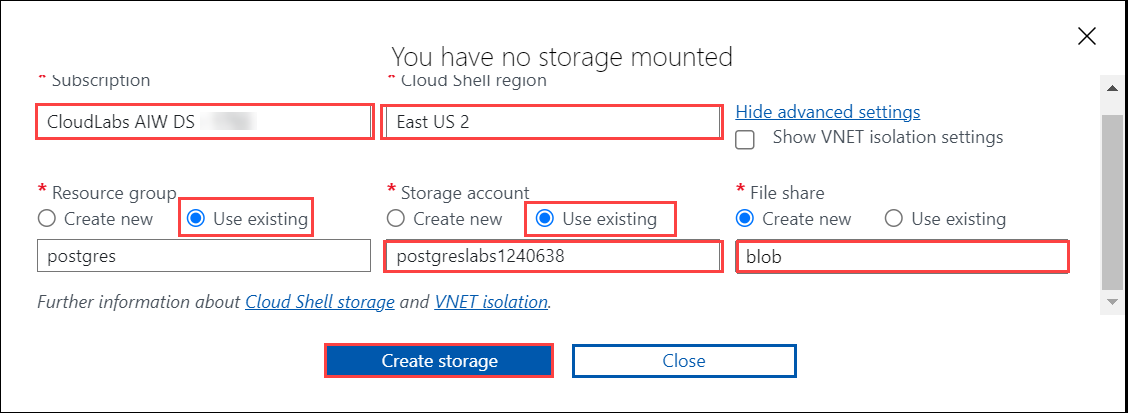 You have no storage mounted
* Subscription
* Cloud Shell region
CloudLabs AIW DS
East US 2
Hide advanced settings
Show VNET isolation settings
* Resource group
* Storage account
* File share
Create new
Use existing
Create new
Use existing
Create new
Use existing
postgres
postgreslabs1240638
blob
Further information about Cloud Shell storage and VNET isolation.
Create storage
Close